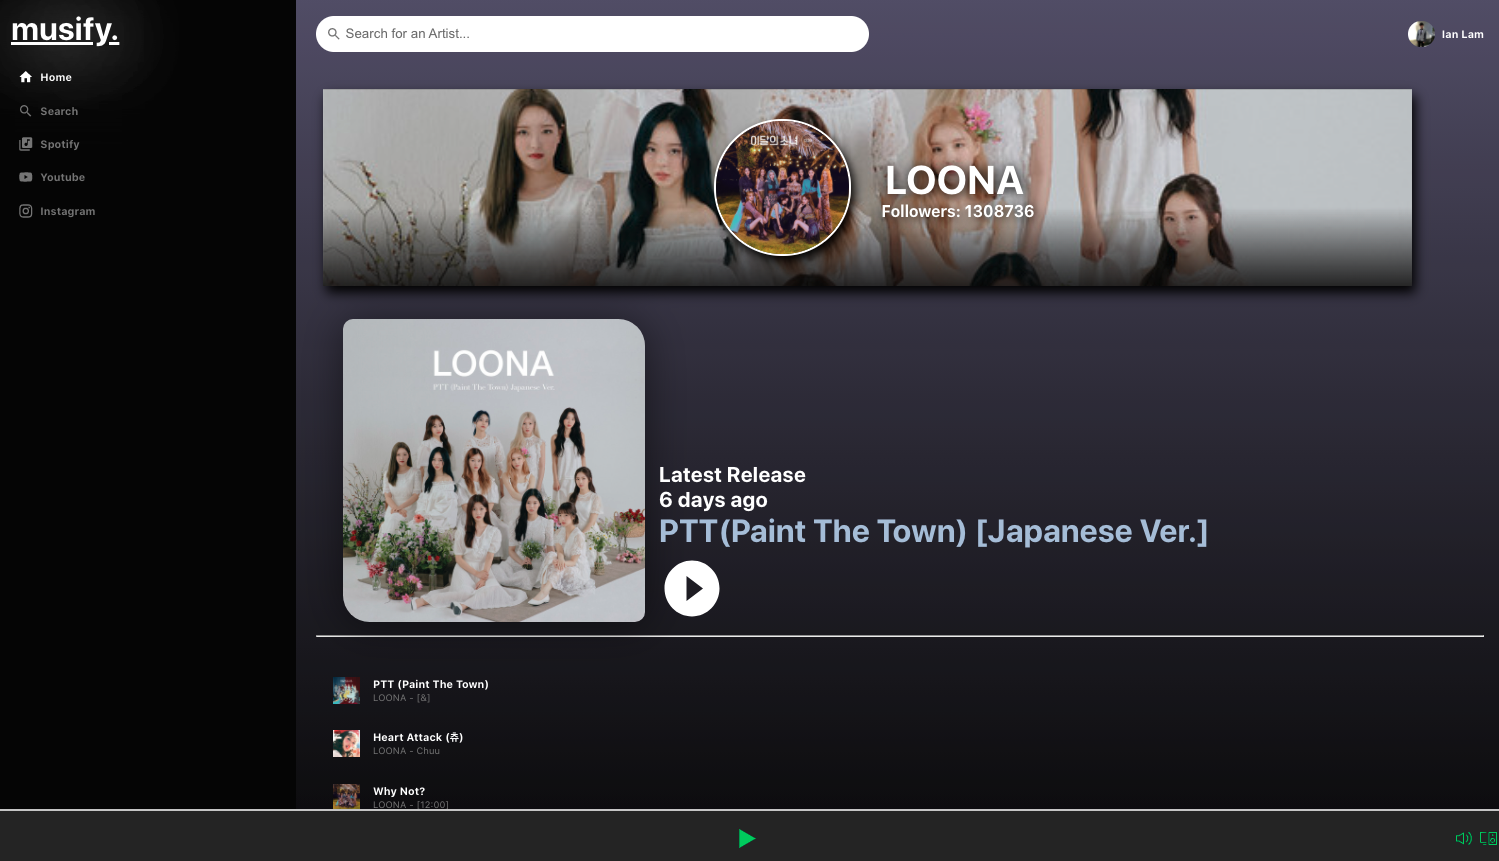 musify.
Home
Search
Spotify
Youtube
Instagram
Search for an Artist...
Ian Lam
이달의 소녀
LOONA
Followers: 1308736
LOONA
PTT (Paint The Town) Japanese Ver.
Latest Release
6 days ago
PTT(Paint The Town) [Japanese Ver.]
PTT (Paint The Town)
LOONA - [&]
Heart Attack (츄)
LOONA - Chuu
Why Not?
LOONA - [12:00]